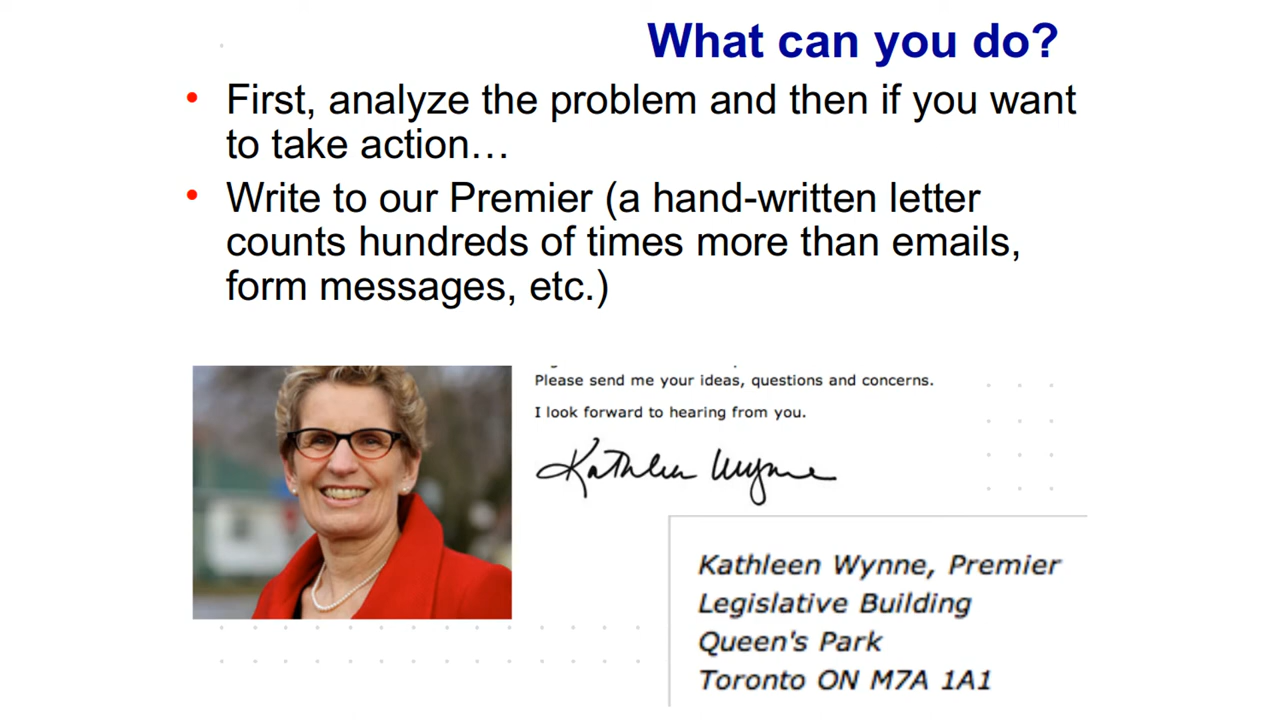 What can you do?
• First, analyze the problem and then if you want
to take action…
• Write to our Premier (a hand-written letter
counts hundreds of times more than emails,
form messages, etc.)
Please send me your ideas, questions and concerns.
I look forward to hearing from you.
Kathleen Wynne
Kathleen Wynne, Premier
Legislative Building
Queen's Park
Toronto ON M7A 1A1